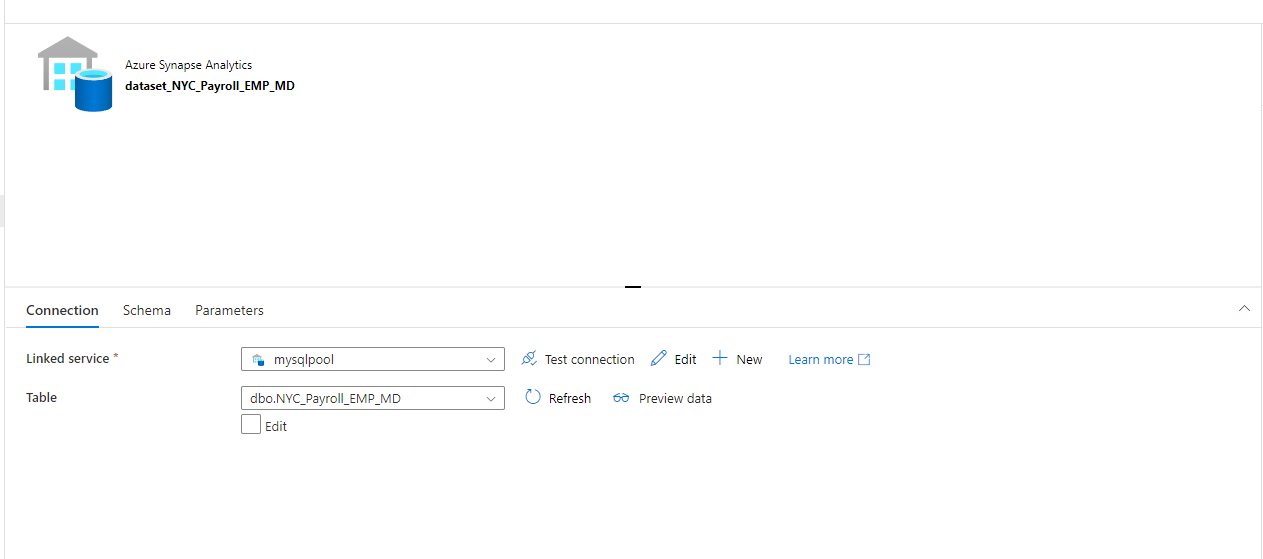 Azure Synapse Analytics
dataset_NYC_Payroll_EMP_MD
Connection Schema Parameters
Linked service * mysqlpool Test connection Edit New Learn more
Table dbo.NYC_Payroll_EMP_MD Refresh Preview data
Edit